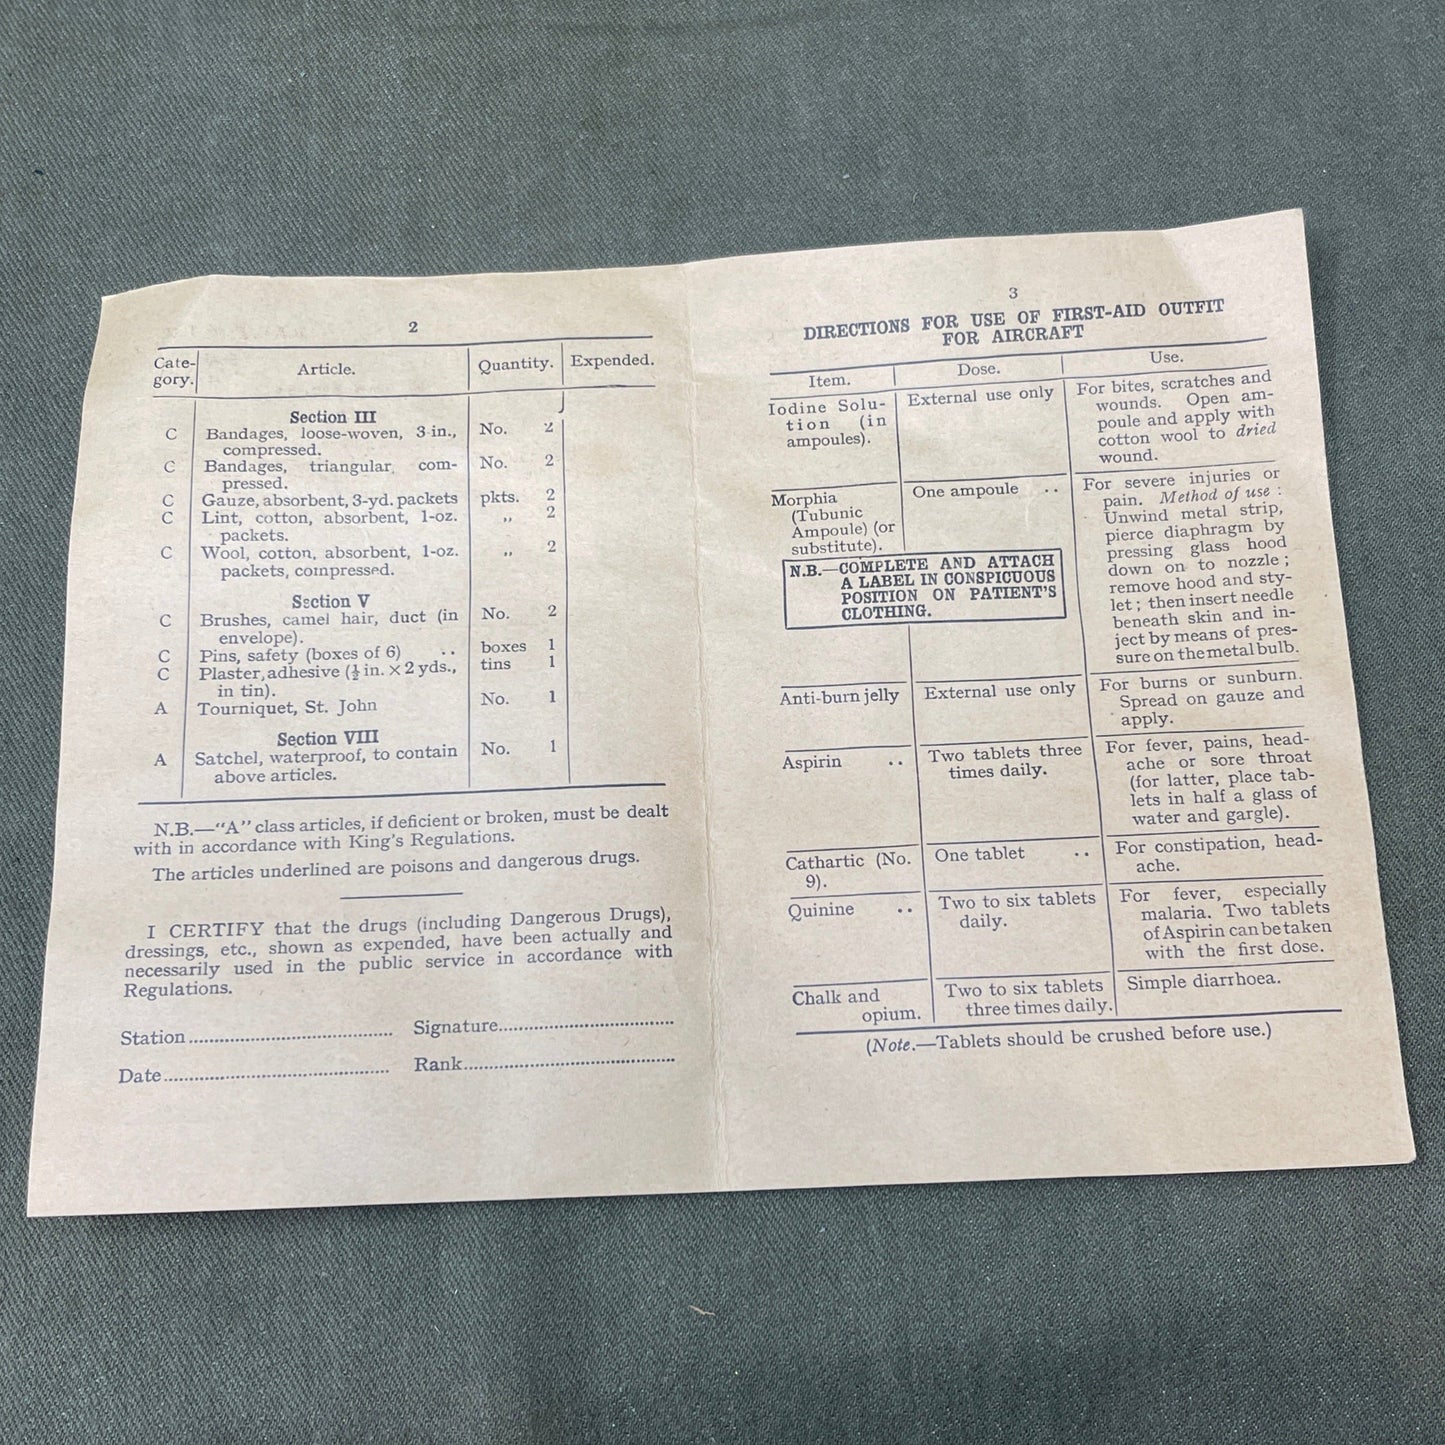 2
Cate-
gory.
Article.
Quantity.
Expended.
Section III
C Bandages, loose-woven, 3-in., No. 2
compressed.
C Bandages, triangular, com- No. 2
pressed.
C Gauze, absorbent, 3-yd. packets pkts. 2
C Lint, cotton, absorbent, 1-oz. ,, 2
packets.
C Wool, cotton, absorbent, 1-oz. ,, 2
packets, compressed.
Section V
C Brushes, camel hair, duct (in No. 2
envelope).
C Pins, safety (boxes of 6) .. boxes 1
C Plaster, adhesive (½ in. × 2 yds., tins 1
in tin).
A Tourniquet, St. John No. 1
Section VIII
A Satchel, waterproof, to contain No. 1
above articles.
N.B.—"A" class articles, if deficient or broken, must be dealt
with in accordance with King's Regulations.
The articles underlined are poisons and dangerous drugs.
I CERTIFY that the drugs (including Dangerous Drugs),
dressings, etc., shown as expended, have been actually and
necessarily used in the public service in accordance with
Regulations.
Station.................................... Signature...............................
Date........................................ Rank......................................
3
DIRECTIONS FOR USE OF FIRST-AID OUTFIT
FOR AIRCRAFT
Item.
Dose.
Use.
Iodine Solu-
tion (in
ampoules).
External use only
For bites, scratches and
wounds. Open am-
poule and apply with
cotton wool to dried
wound.
Morphia
(Tubunic
Ampoule) (or
substitute).
One ampoule ..
For severe injuries or
pain. Method of use :
Unwind metal strip,
pierce diaphragm by
pressing glass hood
down on to nozzle ;
remove hood and sty-
let ; then insert needle
beneath skin and in-
ject by means of pres-
sure on the metal bulb.
N.B.—COMPLETE AND ATTACH
A LABEL IN CONSPICUOUS
POSITION ON PATIENT'S
CLOTHING.
Anti-burn jelly
External use only
For burns or sunburn.
Spread on gauze and
apply.
Aspirin ..
Two tablets three
times daily.
For fever, pains, head-
ache or sore throat
(for latter, place tab-
lets in half a glass of
water and gargle).
Cathartic (No.
9).
One tablet ..
For constipation, head-
ache.
Quinine ..
Two to six tablets
daily.
For fever, especially
malaria. Two tablets
of Aspirin can be taken
with the first dose.
Chalk and
opium.
Two to six tablets
three times daily.
Simple diarrhoea.
(Note.—Tablets should be crushed before use.)